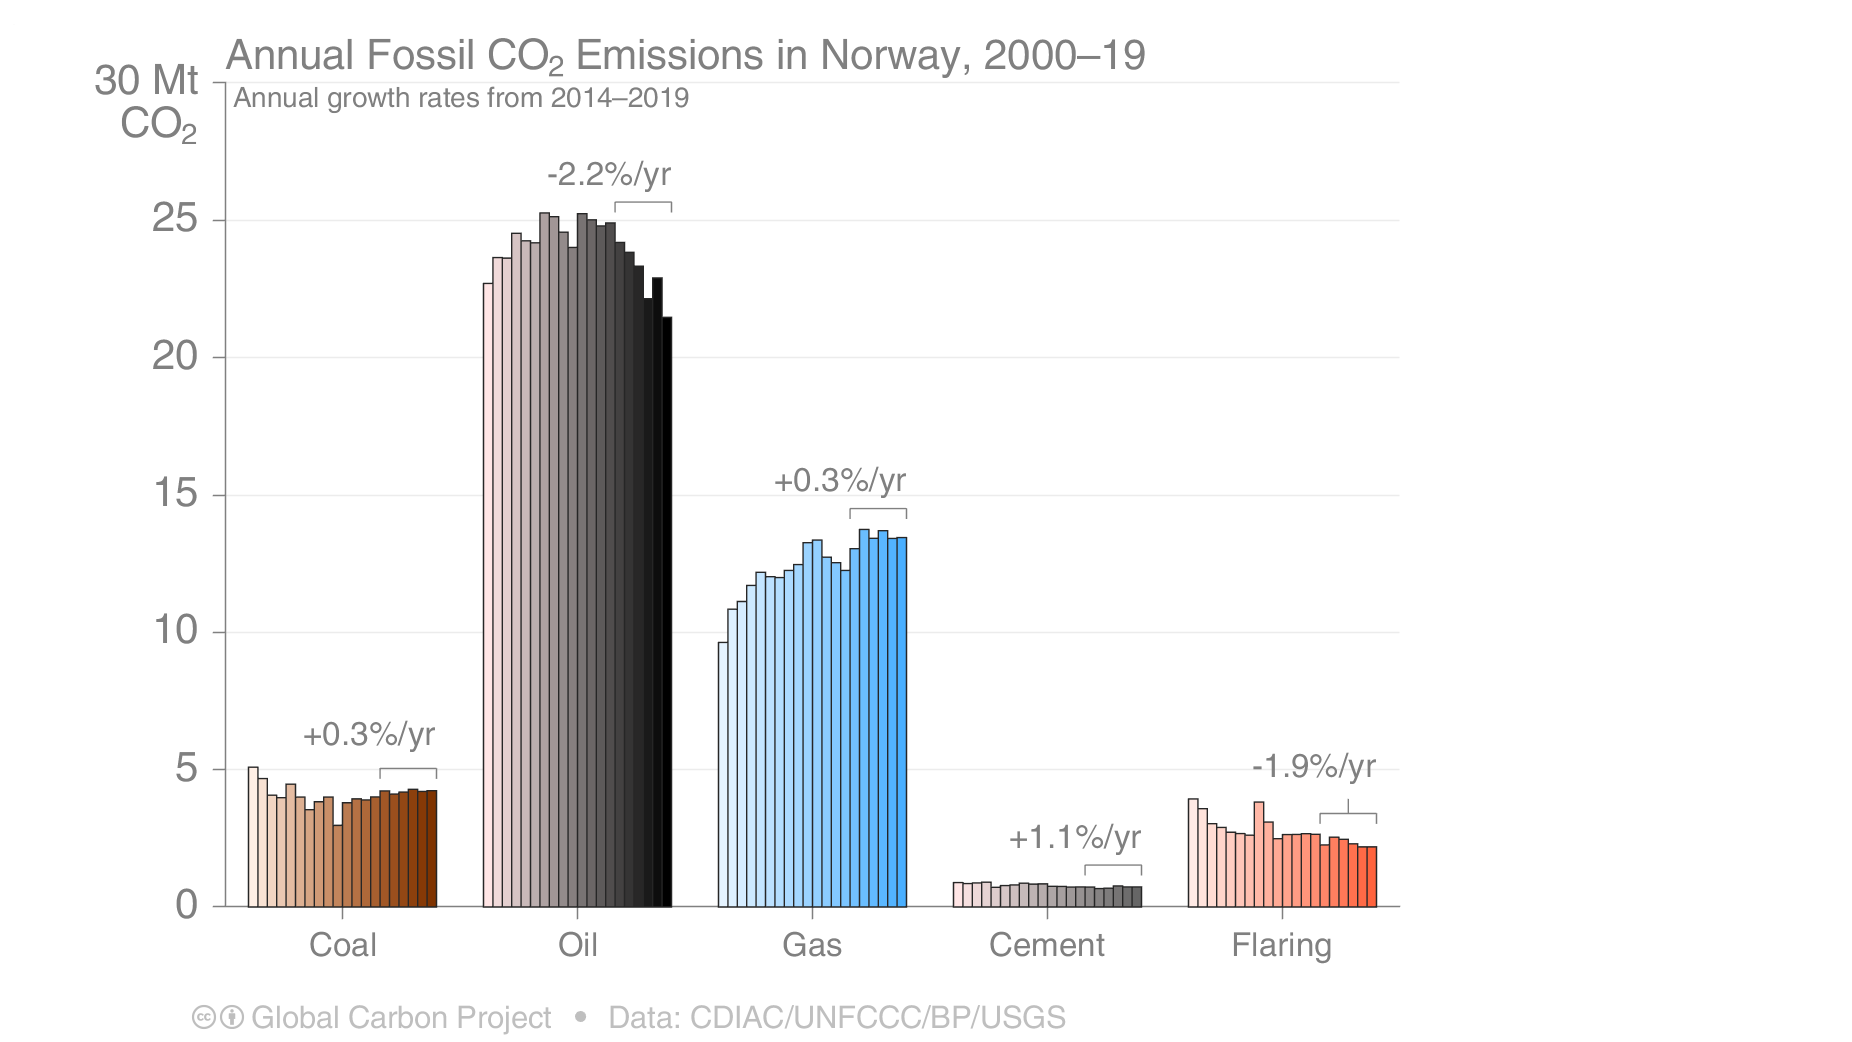 Annual Fossil CO₂ Emissions in Norway, 2000–19
30 Mt
CO₂
Annual growth rates from 2014–2019
-2.2%/yr
25
20
+0.3%/yr
15
10
+0.3%/yr
-1.9%/yr
5
+1.1%/yr
0
Coal Oil Gas Cement Flaring
cc Global Carbon Project • Data: CDIAC/UNFCCC/BP/USGS